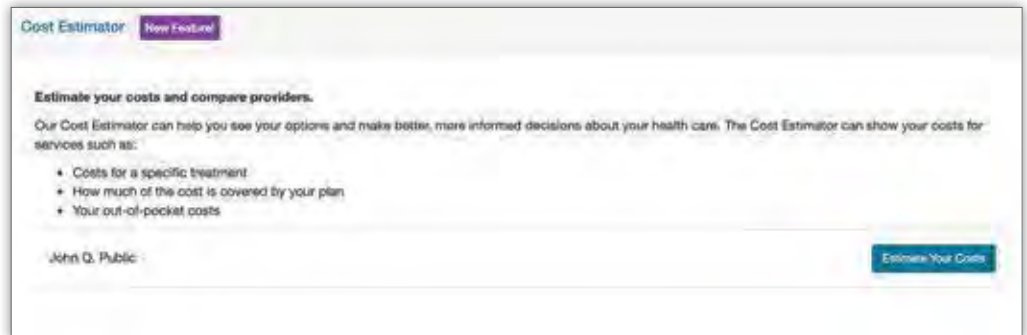 Cost Estimator New Feature!
Estimate your costs and compare providers.
Our Cost Estimator can help you see your options and make better, more informed decisions about your health care. The Cost Estimator can show your costs for
services such as:
• Costs for a specific treatment
• How much of the cost is covered by your plan
• Your out-of-pocket costs
John Q. Public Estimate Your Costs